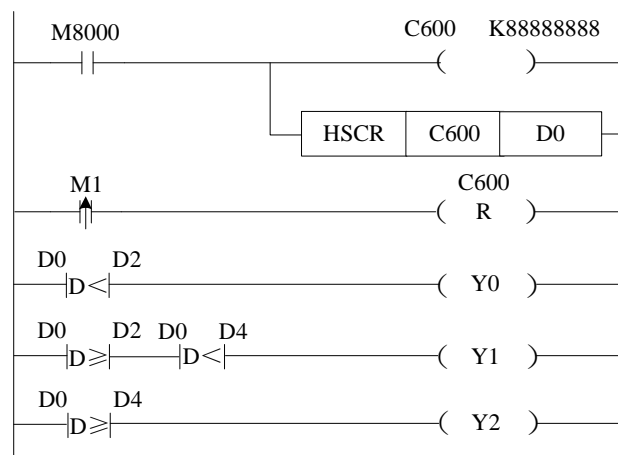 M8000 C600 K88888888
HSCR C600 D0
M1 C600
R
D0 D2
D< Y0
D0 D2 D0 D4
D≥ D< Y1
D0 D4
D≥ Y2